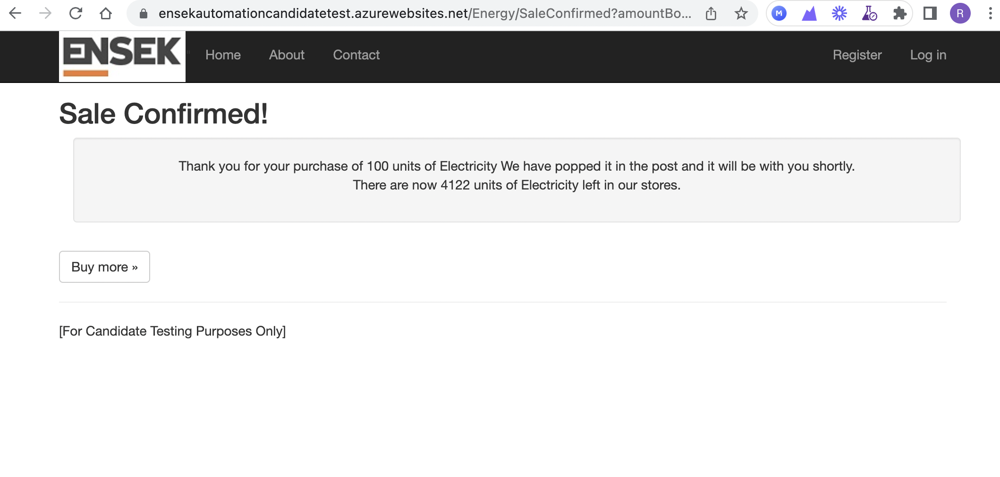 ensekautomationcandidatetest.azurewebsites.net/Energy/SaleConfirmed?amountBo...
M
R
ENSEK
"
Home
About
Contact
Register
Log in
Sale Confirmed!
Thank you for your purchase of 100 units of Electricity We have popped it in the post and it will be with you shortly.
There are now 4122 units of Electricity left in our stores.
Buy more »
[For Candidate Testing Purposes Only]